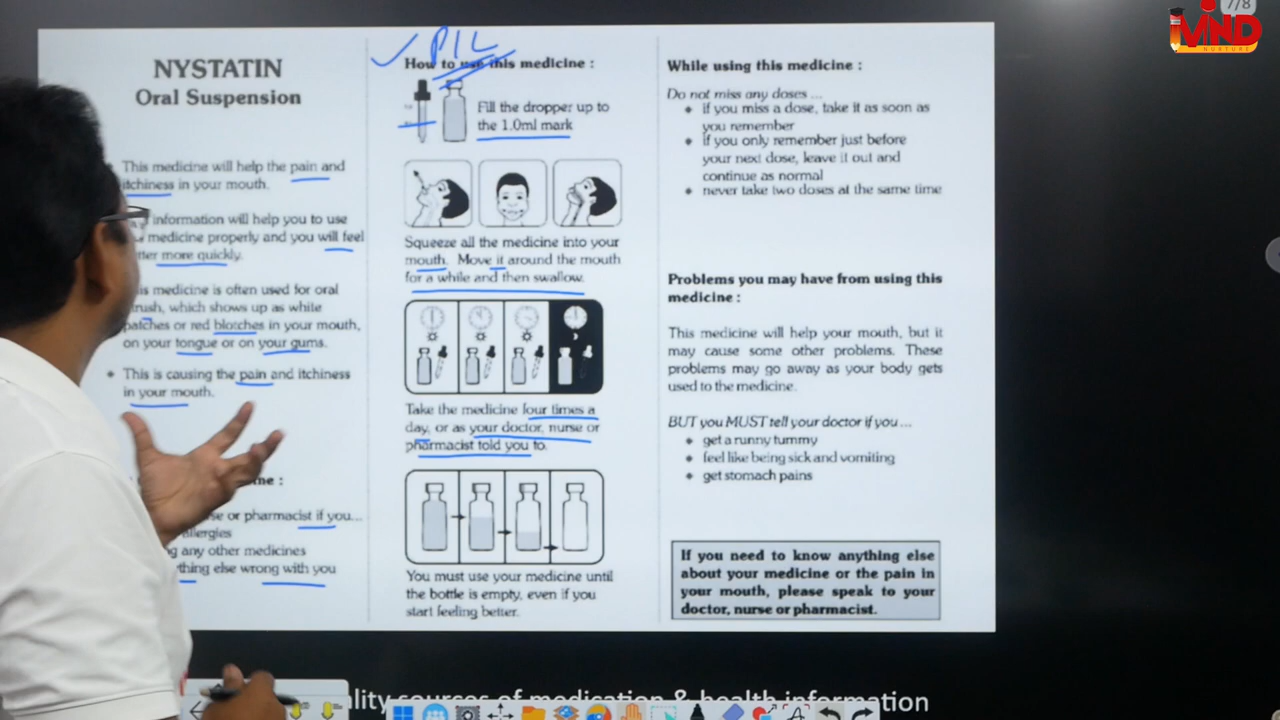 7/8
MIND
NURTURE
PIL
NYSTATIN
Oral Suspension
This medicine will help the pain and
itchiness in your mouth.
information will help you to use
medicine properly and you will feel
more quickly.
medicine is often used for oral
which shows up as white
patches or red blotches in your mouth,
on your tongue or on your gums.
This is causing the pain and itchiness
in your mouth.
:
or pharmacist if you...
allergies
any other medicines
else wrong with you
How to use this medicine :
Fill the dropper up to
the 1.0ml mark
Squeeze all the medicine into your
mouth. Move it around the mouth
for a while and then swallow.
Take the medicine four times a
day, or as your doctor, nurse or
pharmacist told you to.
You must use your medicine until
the bottle is empty, even if you
start feeling better.
While using this medicine :
Do not miss any doses ...
if you miss a dose, take it as soon as
you remember
if you only remember just before
your next dose, leave it out and
continue as normal
never take two doses at the same time
Problems you may have from using this
medicine :
This medicine will help your mouth, but it
may cause some other problems. These
problems may go away as your body gets
used to the medicine.
BUT you MUST tell your doctor if you ...
get a runny tummy
feel like being sick and vomiting
get stomach pains
If you need to know anything else
about your medicine or the pain in
your mouth, please speak to your
doctor, nurse or pharmacist.
sources of medication & health information